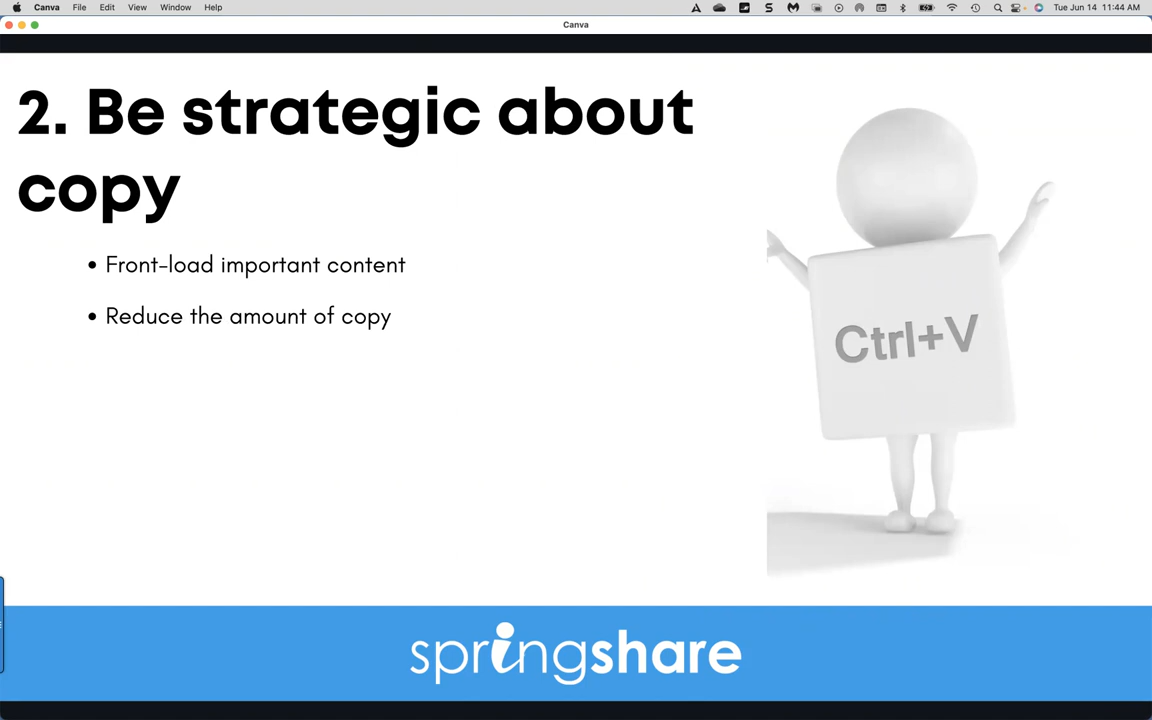 Canva File Edit View Window Help
Tue Jun 14 11:44 AM
Canva
2. Be strategic about
copy
• Front-load important content
• Reduce the amount of copy
Ctrl+V
springshare